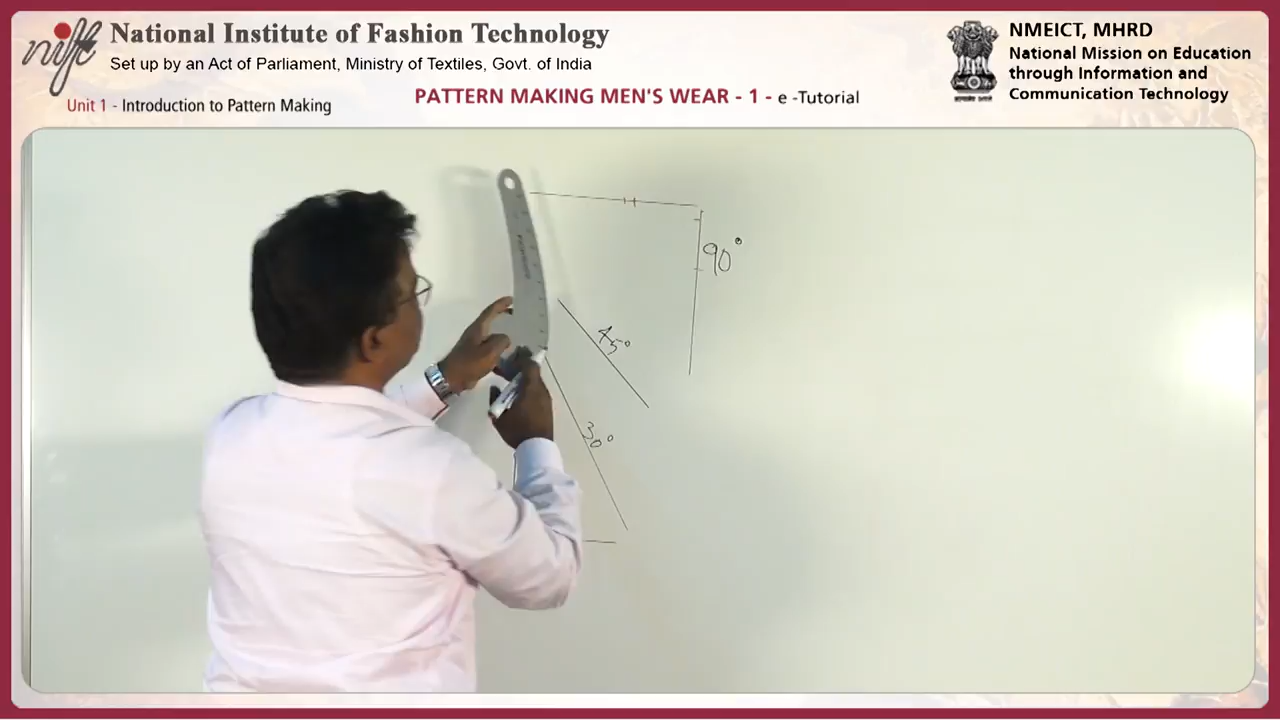 nift
National Institute of Fashion Technology
Set up by an Act of Parliament, Ministry of Textiles, Govt. of India
Unit 1 - Introduction to Pattern Making
PATTERN MAKING MEN'S WEAR - 1 - e -Tutorial
NMEICT, MHRD
National Mission on Education
through Information and
Communication Technology
90°
45°
30°